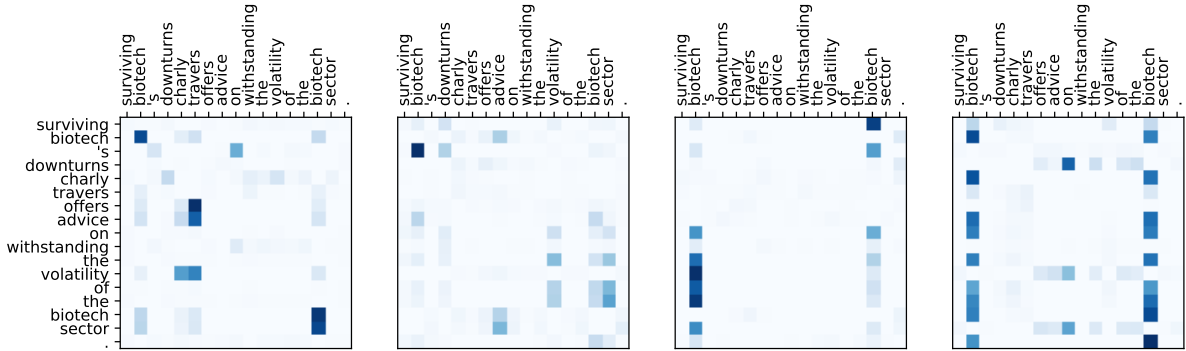 surviving biotech 's downturns charly travers offers advice on withstanding the volatility of the biotech sector .
surviving biotech 's downturns charly travers offers advice on withstanding the volatility of the biotech sector .
surviving biotech 's downturns charly travers offers advice on withstanding the volatility of the biotech sector .
surviving biotech 's downturns charly travers offers advice on withstanding the volatility of the biotech sector .
surviving
biotech
's
downturns
charly
travers
offers
advice
on
withstanding
the
volatility
of
the
biotech
sector
.